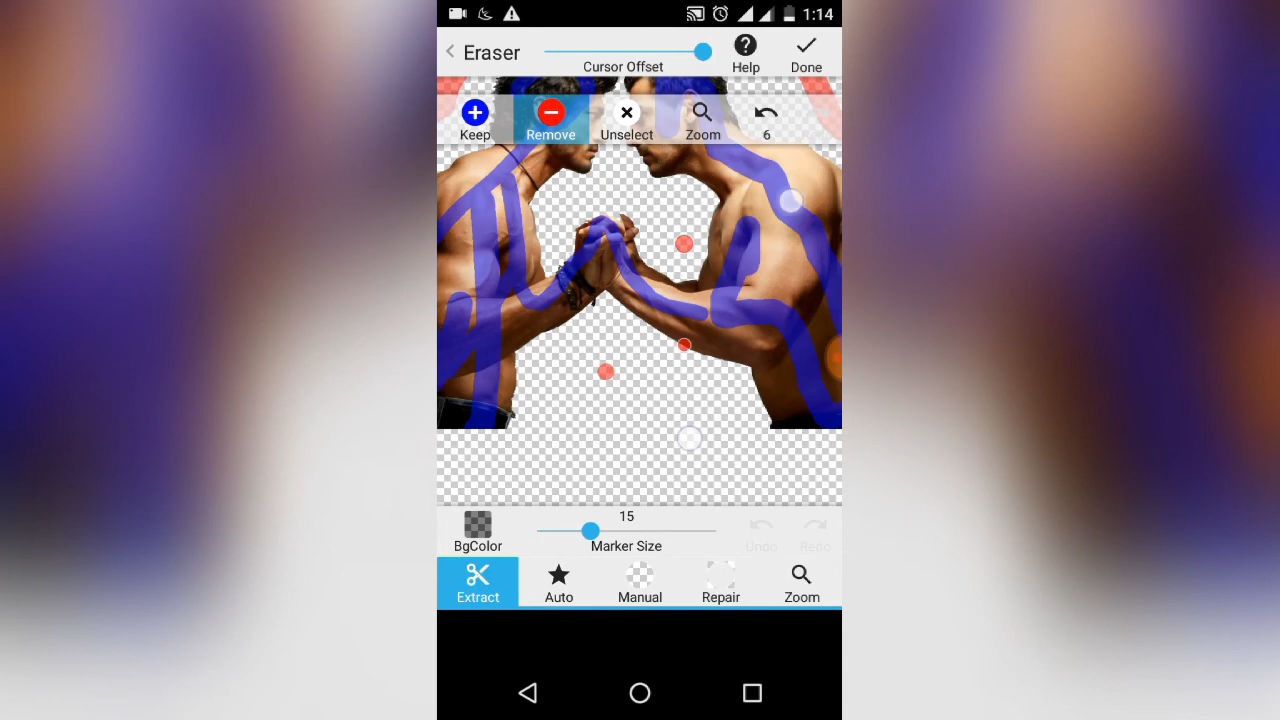 1:14
Eraser
Cursor Offset
Help
Done
Keep
Remove
Unselect
Zoom
6
BgColor
15
Marker Size
Undo
Redo
Extract
Auto
Manual
Repair
Zoom